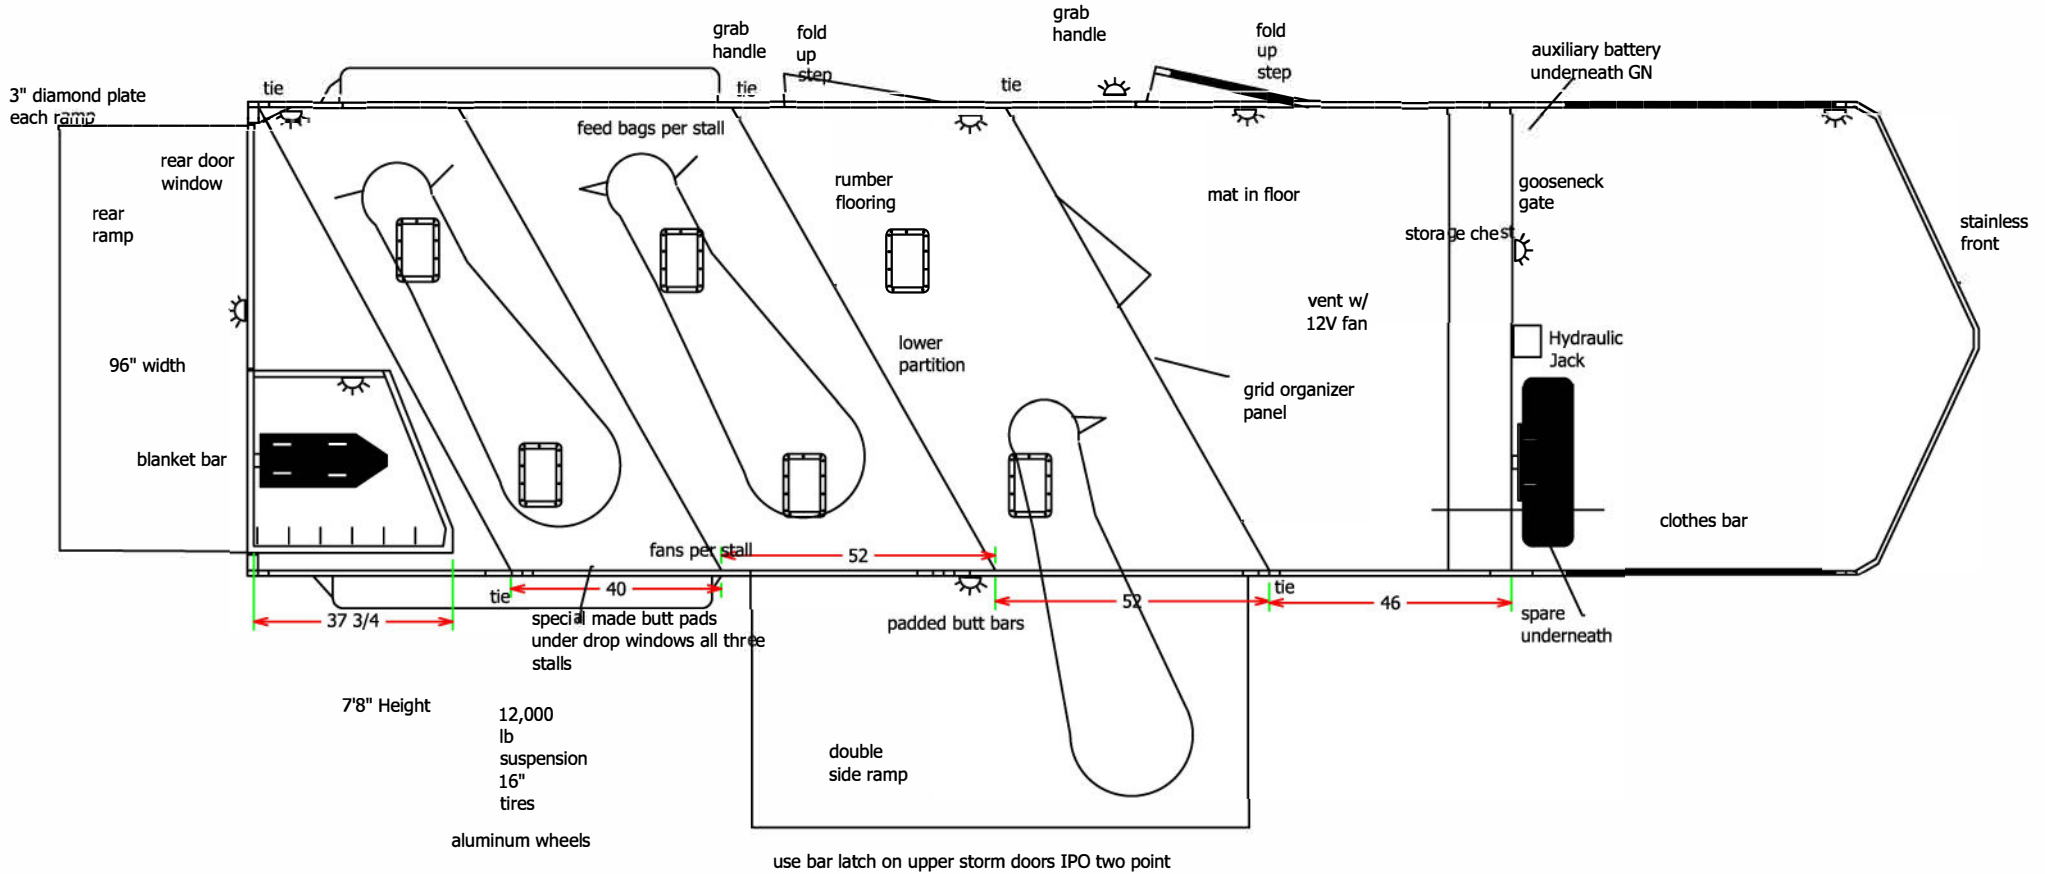 grab
handle
fold
up
step
grab
handle
fold
up
step
auxiliary battery
underneath GN
3" diamond plate
each ramp
tie
tie
tie
feed bags per stall
rear door
window
rumber
flooring
mat in floor
gooseneck
gate
rear
ramp
storage chest
stainless
front
vent w/
12V fan
lower
partition
Hydraulic
Jack
96" width
grid organizer
panel
blanket bar
clothes bar
fans per stall
52
40
tie
52
tie
46
37 3/4
special made butt pads
under drop windows all three
stalls
padded butt bars
spare
underneath
7'8" Height
12,000
lb
suspension
16"
tires
double
side ramp
aluminum wheels
use bar latch on upper storm doors IPO two point